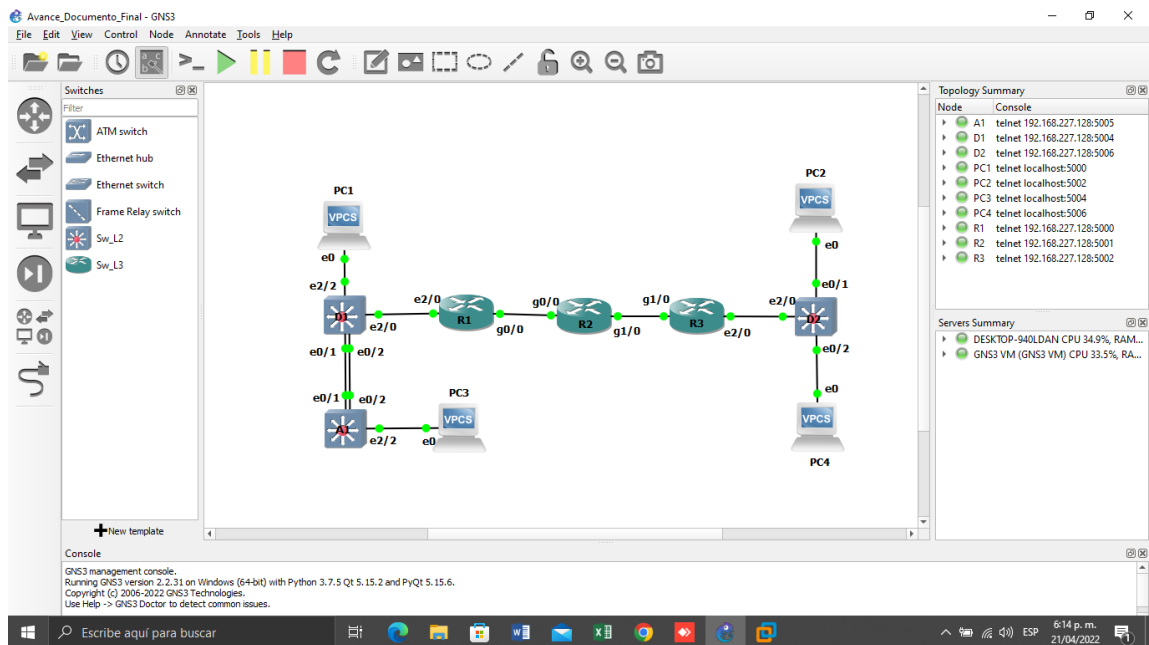 Avance_Documento_Final - GNS3
File Edit View Control Node Annotate Tools Help
Switches
Filter
ATM switch
Ethernet hub
Ethernet switch
Frame Relay switch
Sw_L2
Sw_L3
New template
PC1
VPCS
e0
e2/2
D1
e2/0
e0/1
e0/2
e0/1
e0/2
A1
e2/2
PC3
VPCS
e0
e2/0
R1
g0/0
g0/0
R2
g1/0
g1/0
R3
e2/0
e2/0
D2
PC2
VPCS
e0
e0/1
e0/2
e0
VPCS
PC4
Topology Summary
Node Console
A1 telnet 192.168.227.128:5005
D1 telnet 192.168.227.128:5004
D2 telnet 192.168.227.128:5006
PC1 telnet localhost:5000
PC2 telnet localhost:5002
PC3 telnet localhost:5004
PC4 telnet localhost:5006
R1 telnet 192.168.227.128:5000
R2 telnet 192.168.227.128:5001
R3 telnet 192.168.227.128:5002
Servers Summary
DESKTOP-940LDAN CPU 34.9%, RAM...
GNS3 VM (GNS3 VM) CPU 33.5%, RA...
Console
GNS3 management console.
Running GNS3 version 2.2.31 on Windows (64-bit) with Python 3.7.5 Qt 5.15.2 and PyQt 5.15.6.
Copyright (c) 2006-2022 GNS3 Technologies.
Use Help -> GNS3 Doctor to detect common issues.
Escribe aquí para buscar
ESP
6:14 p. m.
21/04/2022
1